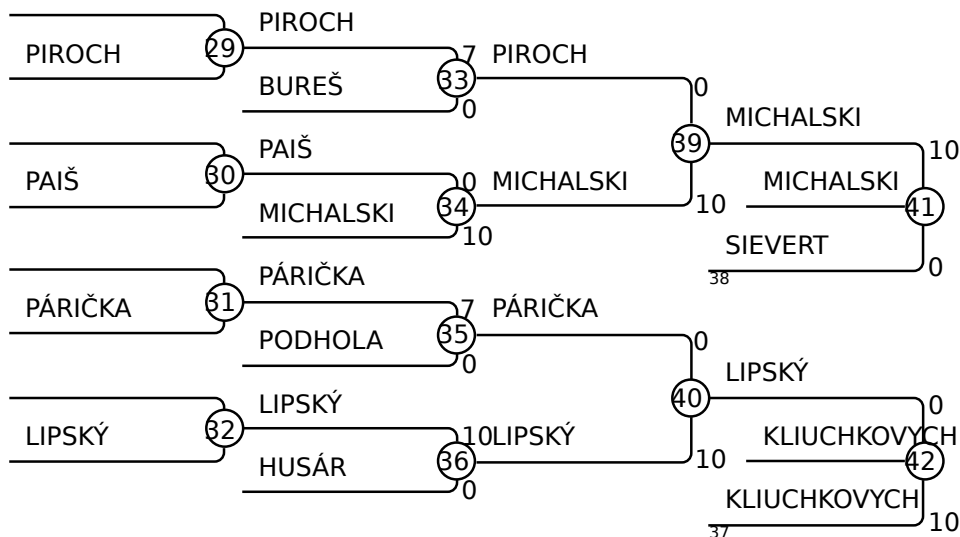 PIROCH
29
PIROCH
7
BUREŠ
33
0
PIROCH
0
PAIŠ
30
PAIŠ
0
MICHALSKI
34
10
MICHALSKI
39
10
MICHALSKI
10
MICHALSKI
41
SIEVERT
38
0
PÁRIČKA
31
PÁRIČKA
7
PODHOLA
35
0
PÁRIČKA
0
LIPSKÝ
32
LIPSKÝ
10
HUSÁR
36
0
LIPSKÝ
40
10
LIPSKÝ
0
KLIUCHKOVYCH
42
KLIUCHKOVYCH
37
10